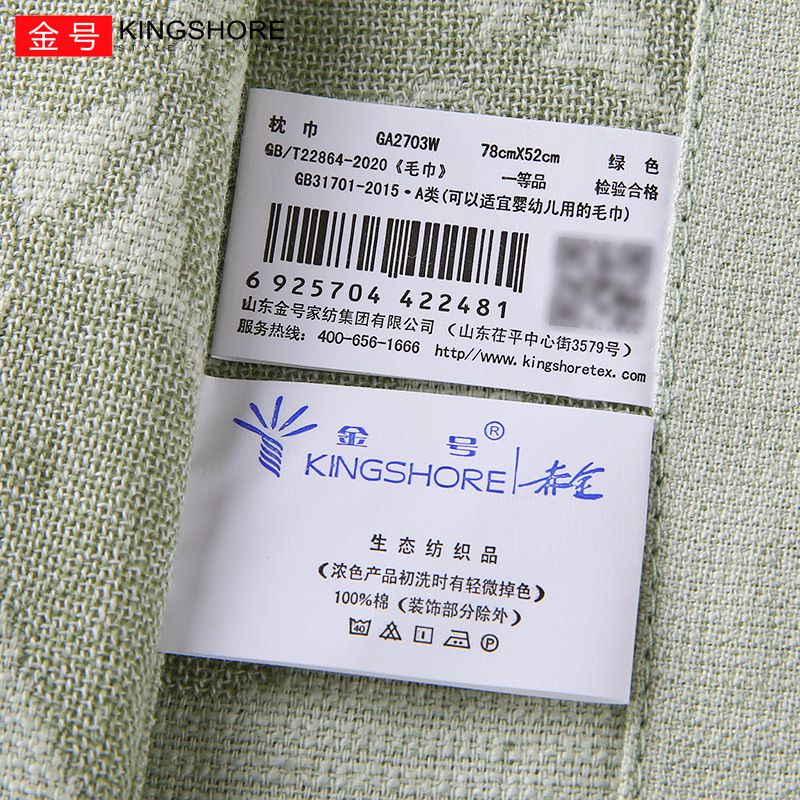 金号 KINGSHORE
STYLE OF LIVING
枕巾 GA2703W 78cmX52cm 绿色
GB/T22864-2020《毛巾》 一等品 检验合格
GB31701-2015·A类(可以适宜婴幼儿用的毛巾)
6 925704 422481
山东金号家纺集团有限公司（山东茌平中心街3579号）
服务热线：400-656-1666 http//www.kingshoretex.com
金号®
KINGSHORE
生态纺织品
（浓色产品初洗时有轻微掉色）
100%棉（装饰部分除外）
40 P